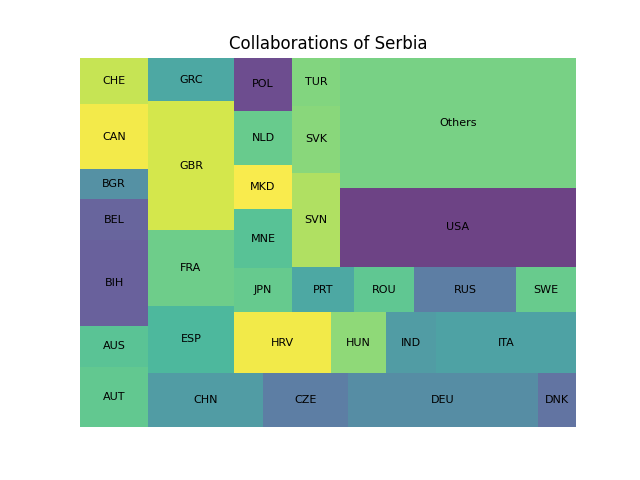 Collaborations of Serbia
CHE
GRC
POL
TUR
Others
CAN
GBR
NLD
SVK
BGR
MKD
BEL
MNE
SVN
USA
BIH
FRA
JPN
PRT
ROU
RUS
SWE
AUS
ESP
HRV
HUN
IND
ITA
AUT
CHN
CZE
DEU
DNK